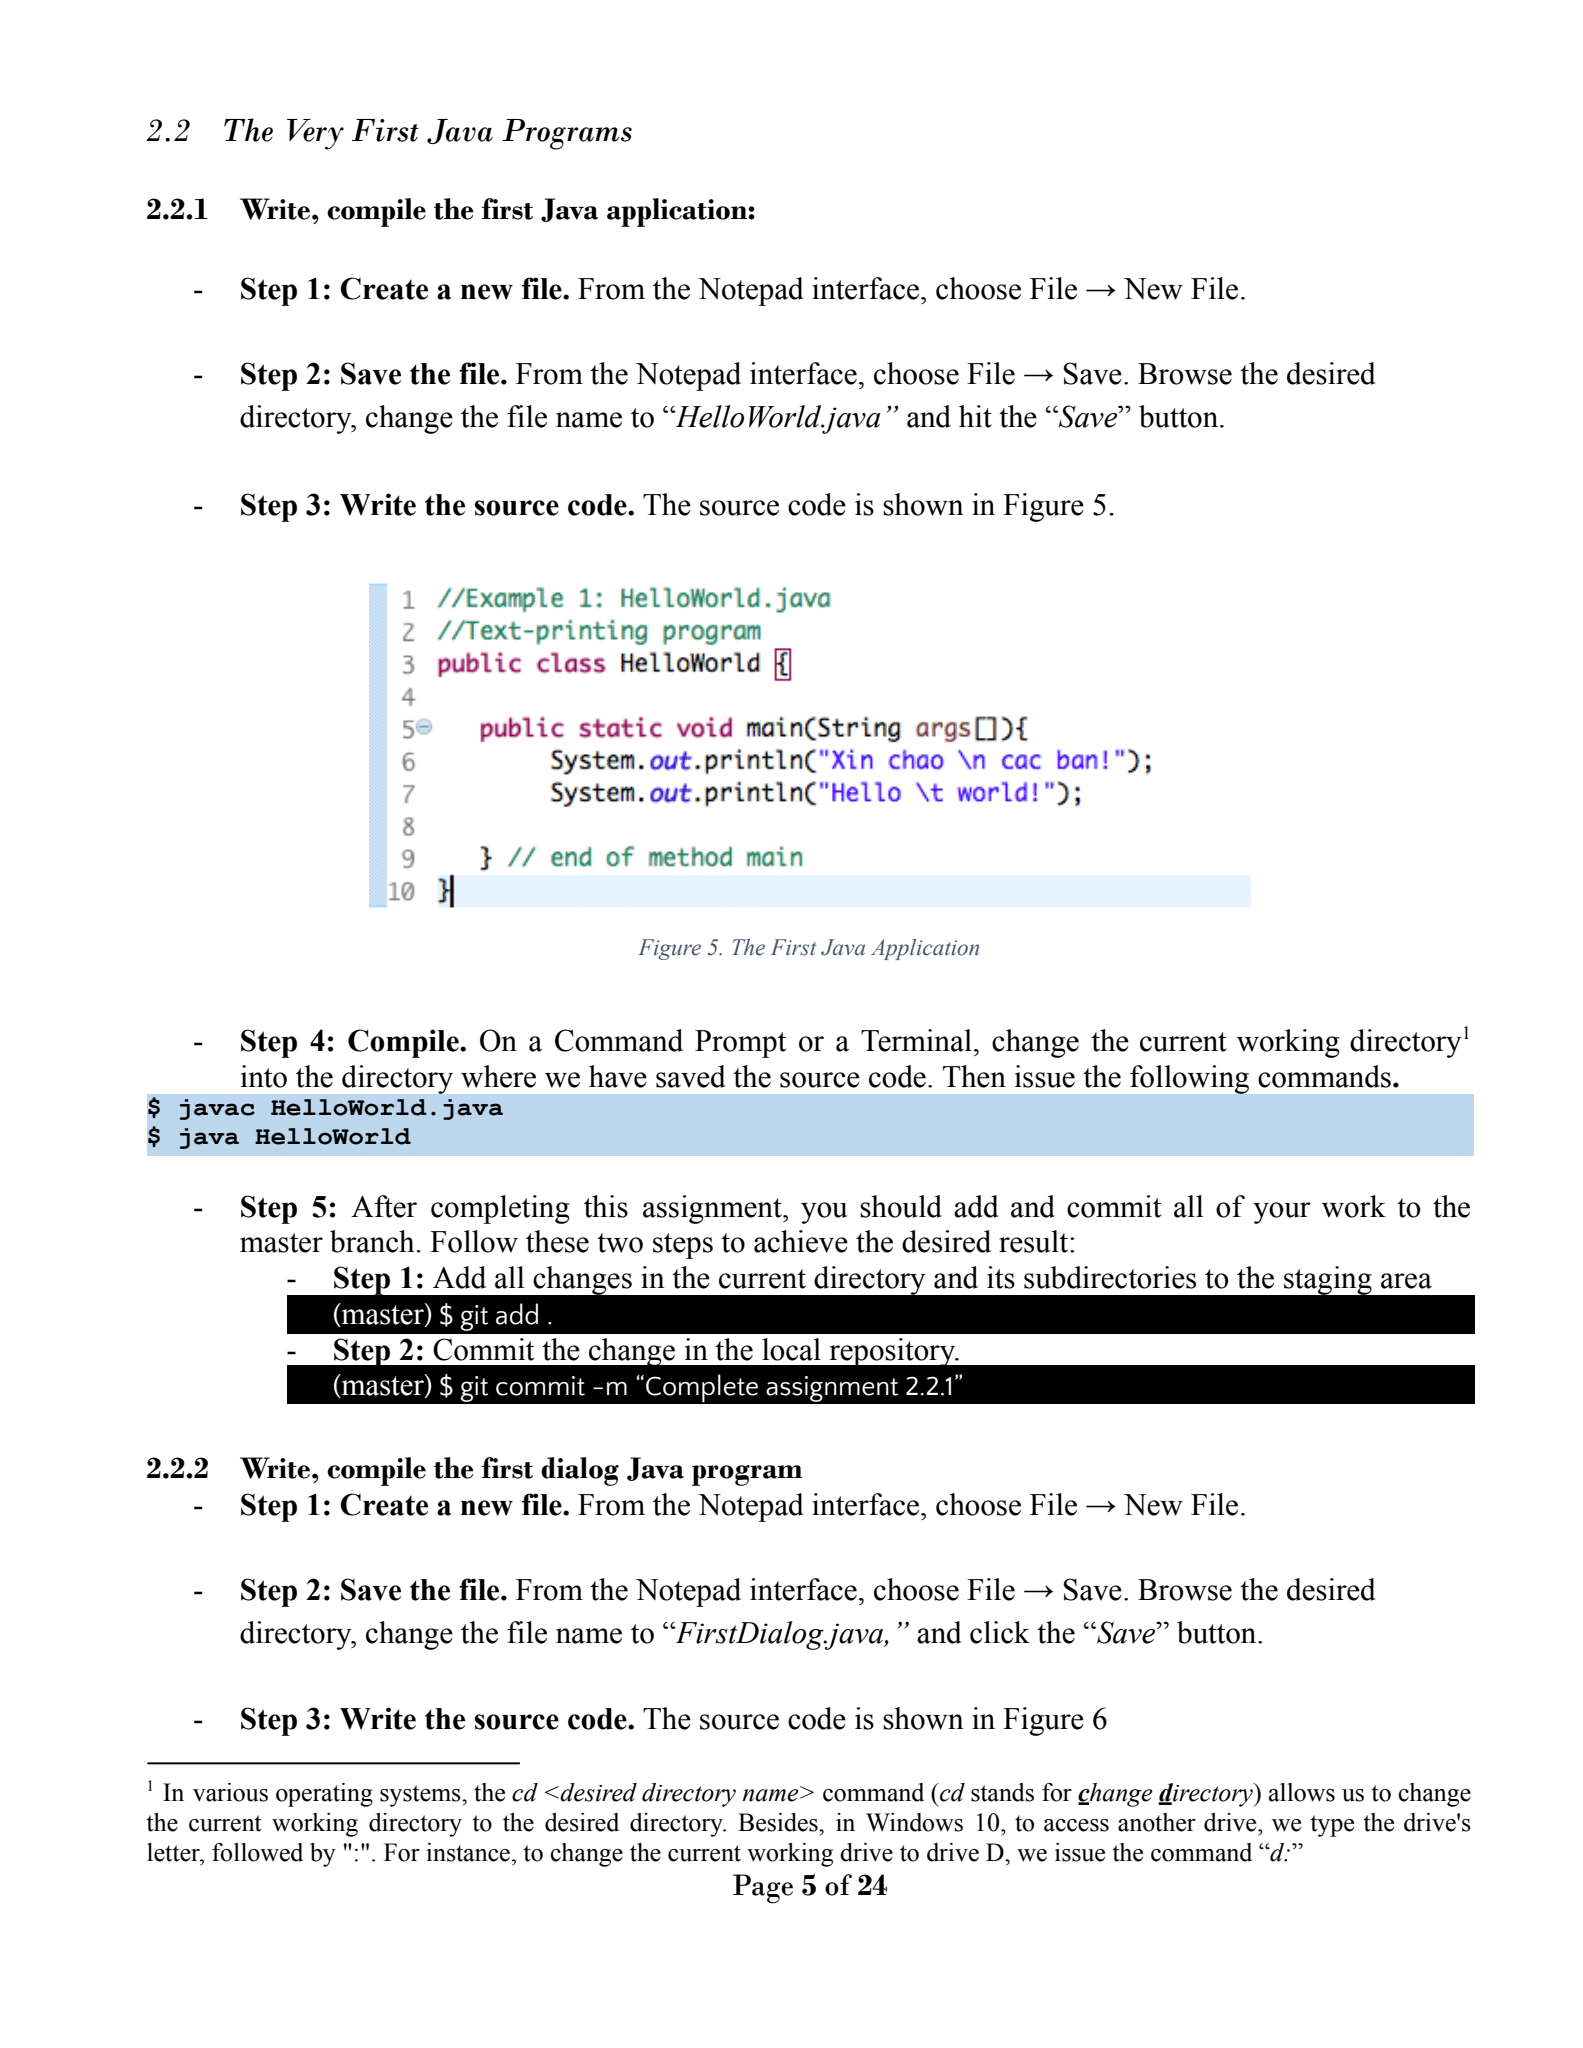 2.2 The Very First Java Programs
2.2.1 Write, compile the first Java application:
- Step 1: Create a new file. From the Notepad interface, choose File → New File.
- Step 2: Save the file. From the Notepad interface, choose File → Save. Browse the desired
directory, change the file name to “HelloWorld.java” and hit the “Save” button.
- Step 3: Write the source code. The source code is shown in Figure 5.
1 //Example 1: HelloWorld.java
2 //Text-printing program
3 public class HelloWorld {
4
5 public static void main(String args[]){
6 System.out.println("Xin chao \n cac ban!");
7 System.out.println("Hello \t world!");
8
9 } // end of method main
10 }
Figure 5. The First Java Application
- Step 4: Compile. On a Command Prompt or a Terminal, change the current working directory1
into the directory where we have saved the source code. Then issue the following commands.
$ javac HelloWorld.java
$ java HelloWorld
- Step 5: After completing this assignment, you should add and commit all of your work to the
master branch. Follow these two steps to achieve the desired result:
- Step 1: Add all changes in the current directory and its subdirectories to the staging area
(master) $ git add .
- Step 2: Commit the change in the local repository.
(master) $ git commit -m “Complete assignment 2.2.1”
2.2.2 Write, compile the first dialog Java program
- Step 1: Create a new file. From the Notepad interface, choose File → New File.
- Step 2: Save the file. From the Notepad interface, choose File → Save. Browse the desired
directory, change the file name to “FirstDialog.java,” and click the “Save” button.
- Step 3: Write the source code. The source code is shown in Figure 6
1 In various operating systems, the cd <desired directory name> command (cd stands for change directory) allows us to change
the current working directory to the desired directory. Besides, in Windows 10, to access another drive, we type the drive's
letter, followed by ":". For instance, to change the current working drive to drive D, we issue the command “d:”
Page 5 of 24